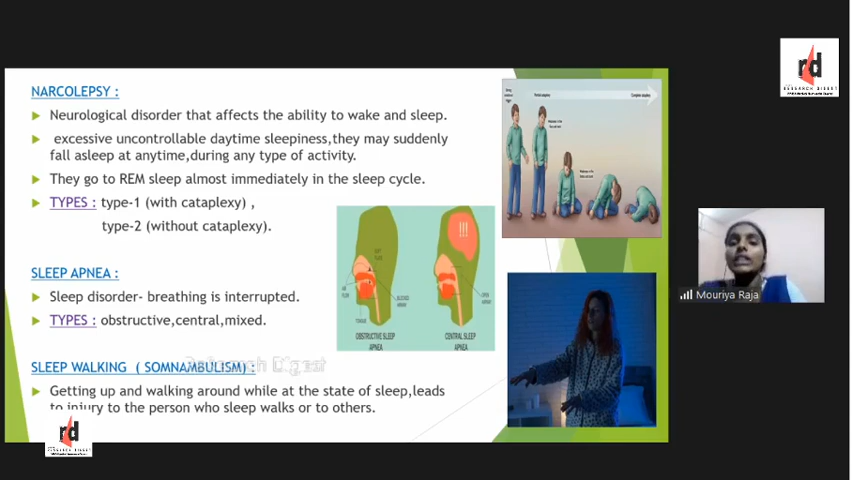 NARCOLEPSY :
Neurological disorder that affects the ability to wake and sleep.
excessive uncontrollable daytime sleepiness,they may suddenly
fall asleep at anytime,during any type of activity.
They go to REM sleep almost immediately in the sleep cycle.
TYPES : type-1 (with cataplexy) ,
type-2 (without cataplexy).
SLEEP APNEA :
Sleep disorder- breathing is interrupted.
TYPES : obstructive,central,mixed.
SLEEP WALKING ( SOMNAMBULISM) :
Getting up and walking around while at the state of sleep,leads
to injury to the person who sleep walks or to others.
!!!
OBSTRUCTIVE SLEEP
APNEA
CENTRAL SLEEP
APNEA
Research Digest
rd
RESEARCH DIGEST
Mouriya Raja
rd